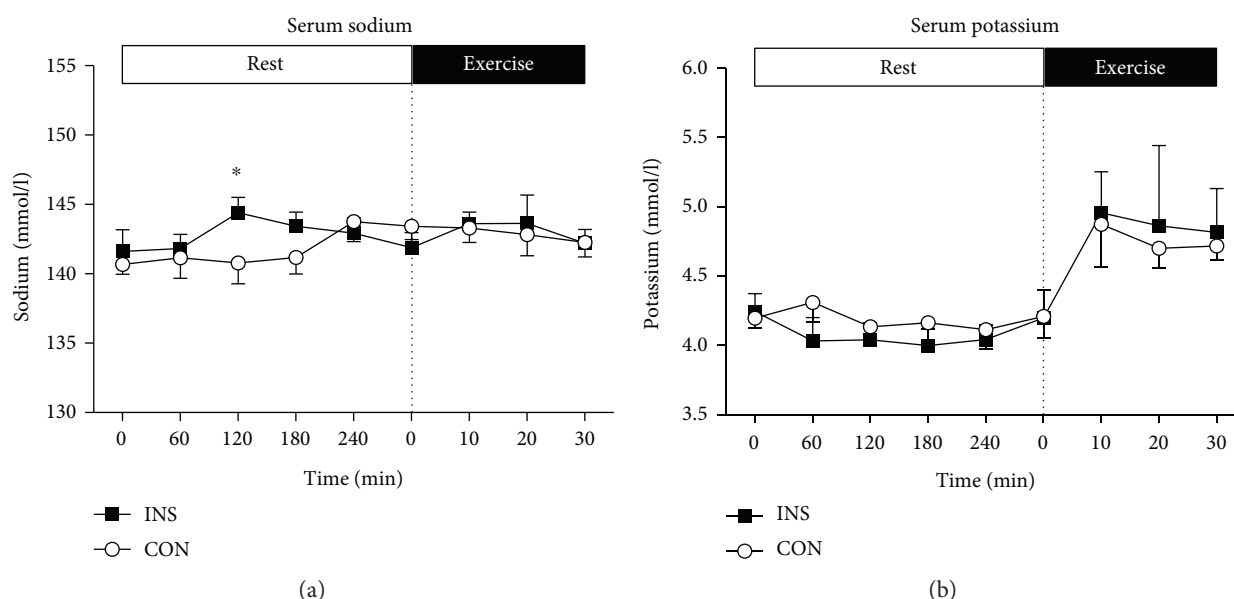 Serum sodium
Rest
Exercise
155
150
145
140
135
130
Sodium (mmol/l)
*
0 60 120 180 240 0 10 20 30
Time (min)
INS
CON
(a)
Serum potassium
Rest
Exercise
6.0
5.5
5.0
4.5
4.0
3.5
Potassium (mmol/l)
0 60 120 180 240 0 10 20 30
Time (min)
INS
CON
(b)